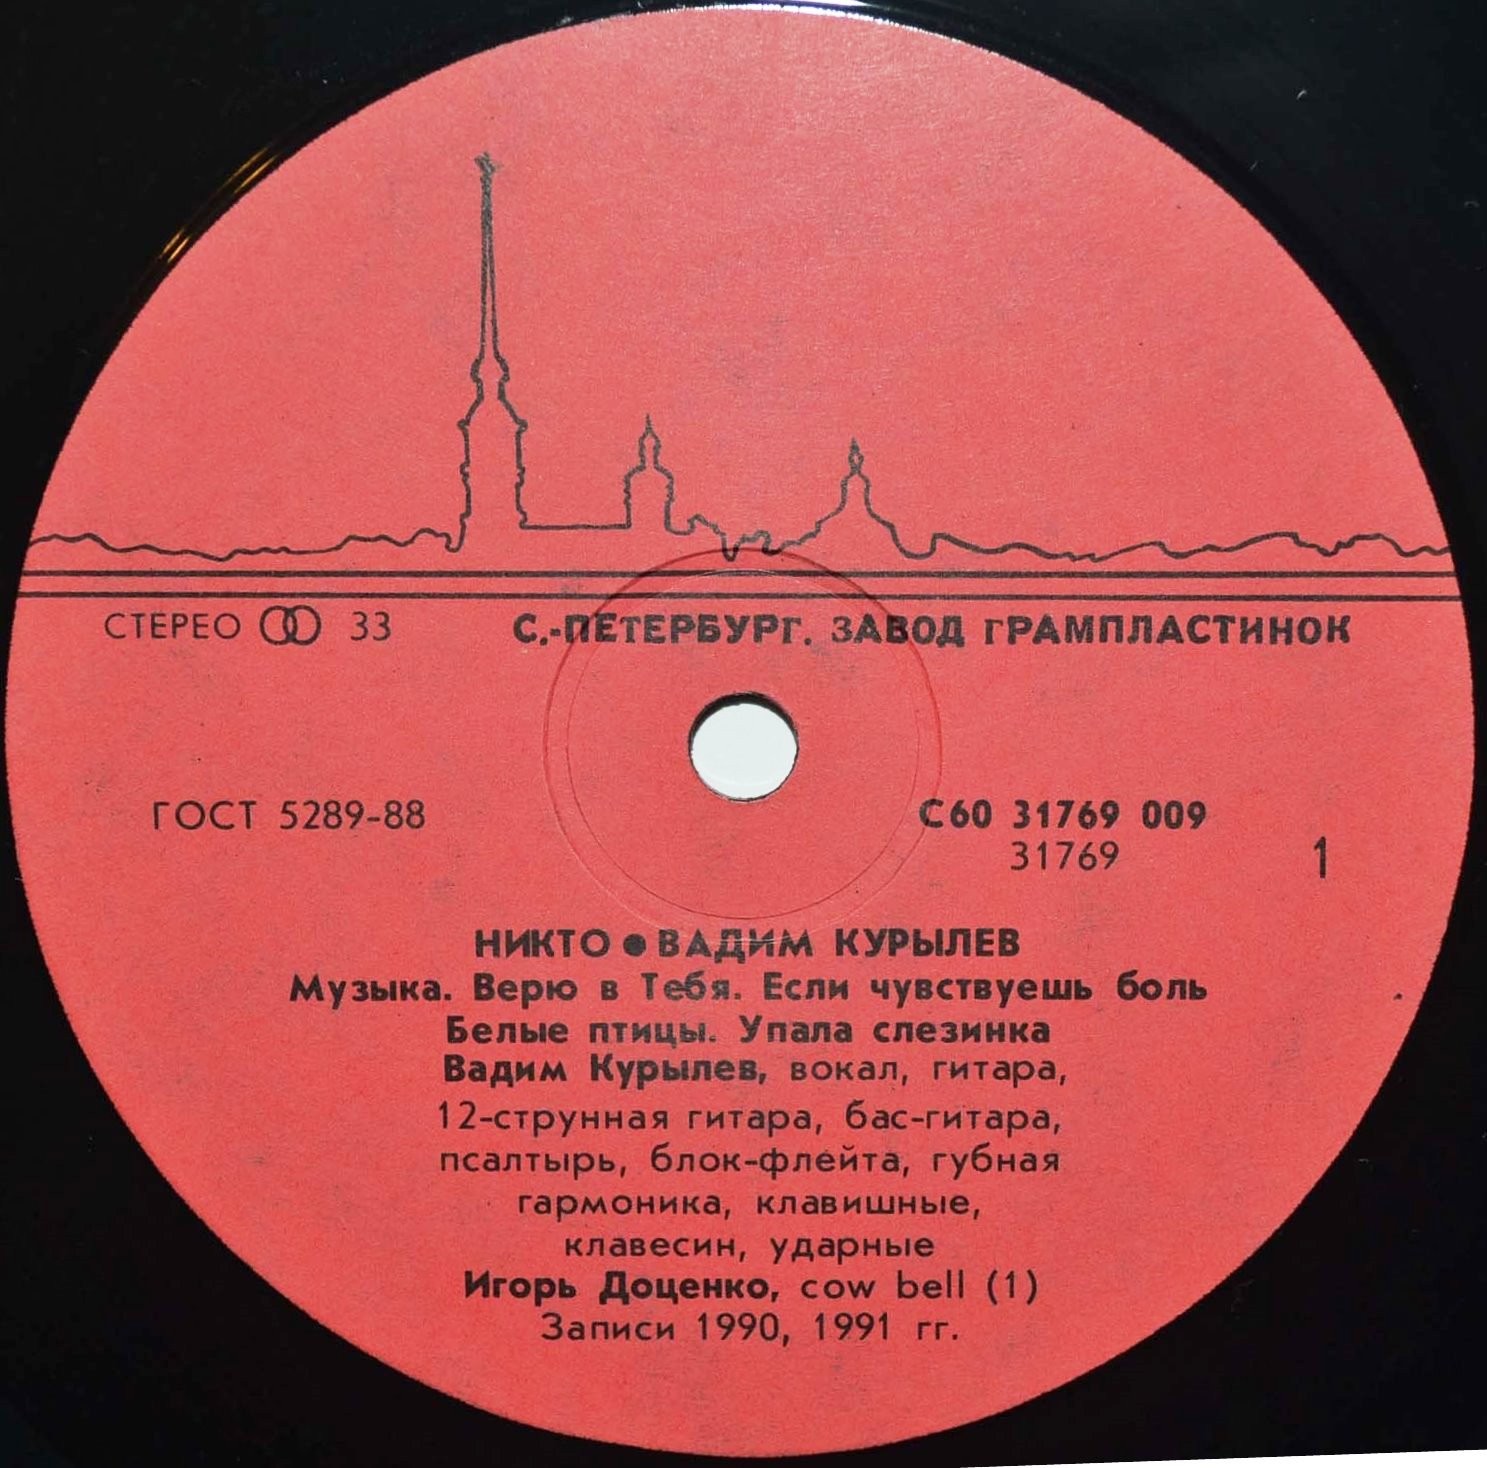 СТЕРЕО 33 С.-ПЕТЕРБУРГ. ЗАВОД ГРАМПЛАСТИНОК
ГОСТ 5289-88 С60 31769 009
31769 1
НИКТО ● ВАДИМ КУРЫЛЕВ
Музыка. Верю в Тебя. Если чувствуешь боль
Белые птицы. Упала слезинка
Вадим Курылев, вокал, гитара,
12-струнная гитара, бас-гитара,
псалтырь, блок-флейта, губная
гармоника, клавишные,
клавесин, ударные
Игорь Доценко, cow bell (1)
Записи 1990, 1991 гг.